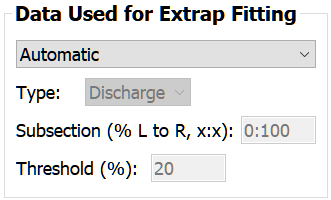 Data Used for Extrap Fitting
Automatic
Type: Discharge
Subsection (% L to R, x:x): 0:100
Threshold (%): 20